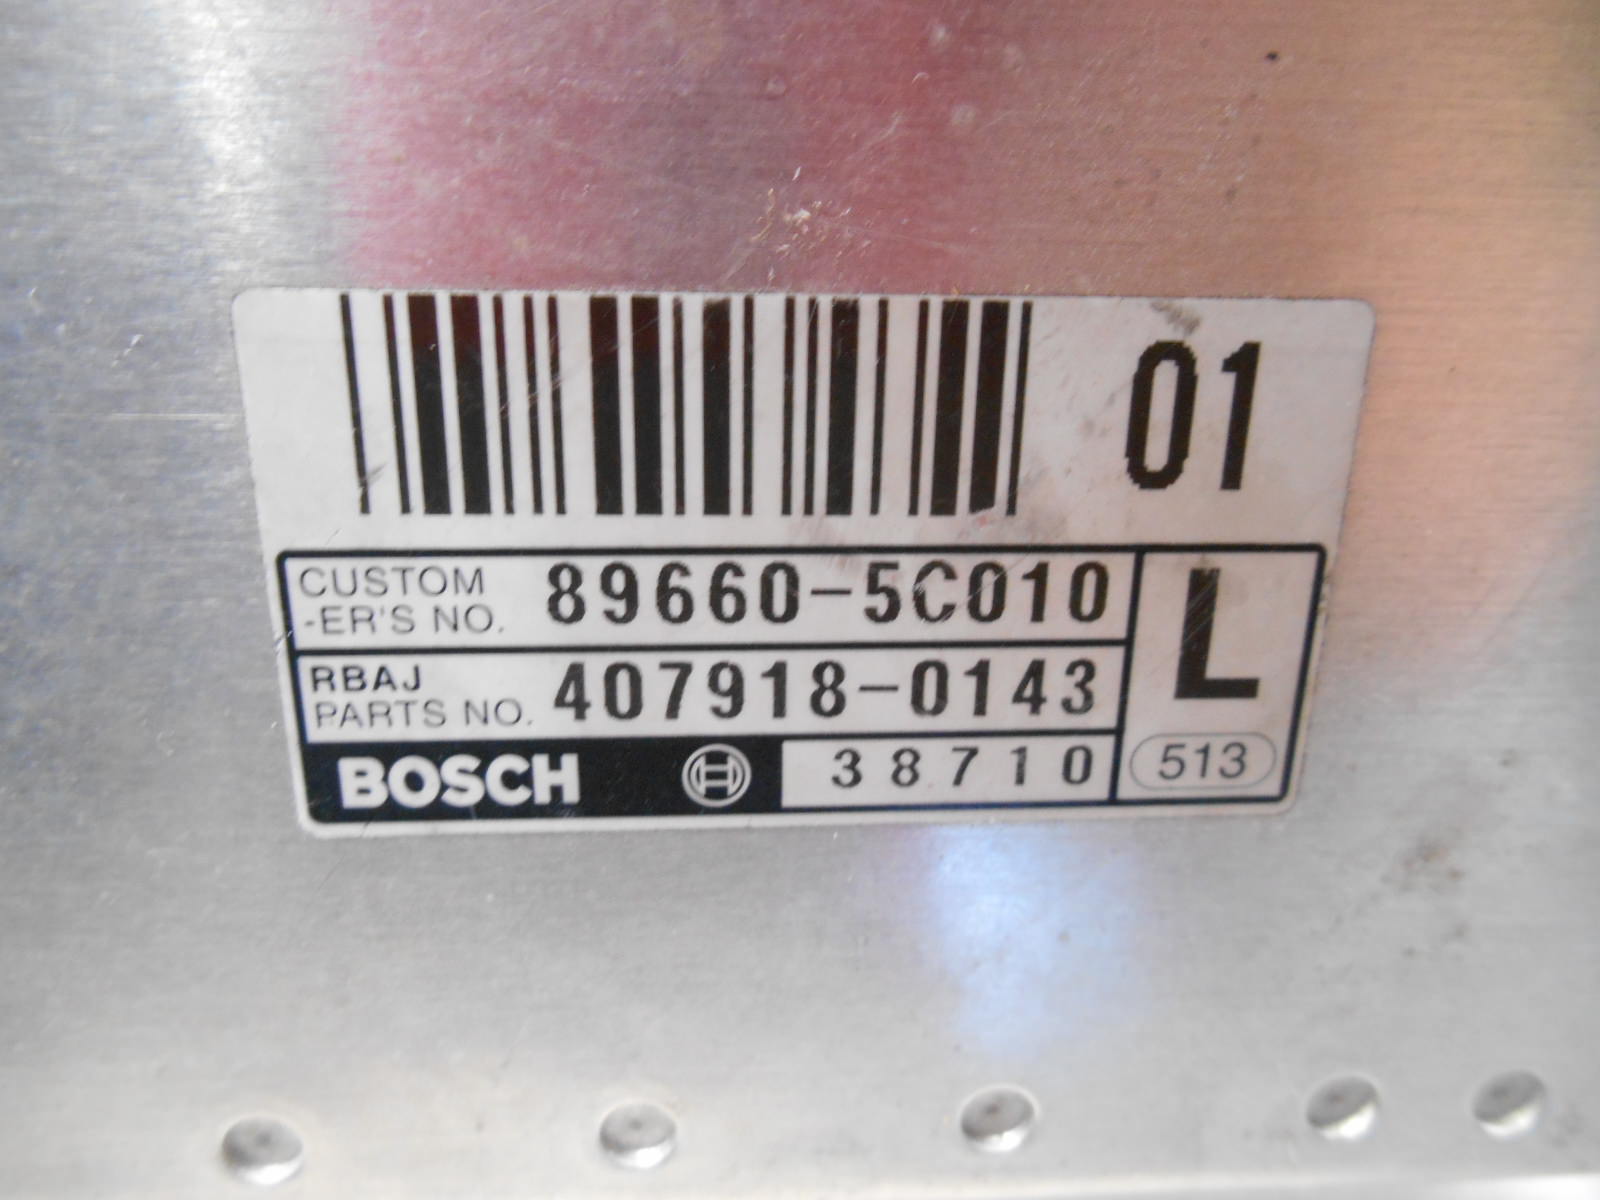 01
CUSTOM
-ER'S NO. 89660-5C010
L
RBAJ
PARTS NO. 407918-0143
BOSCH 38710
513